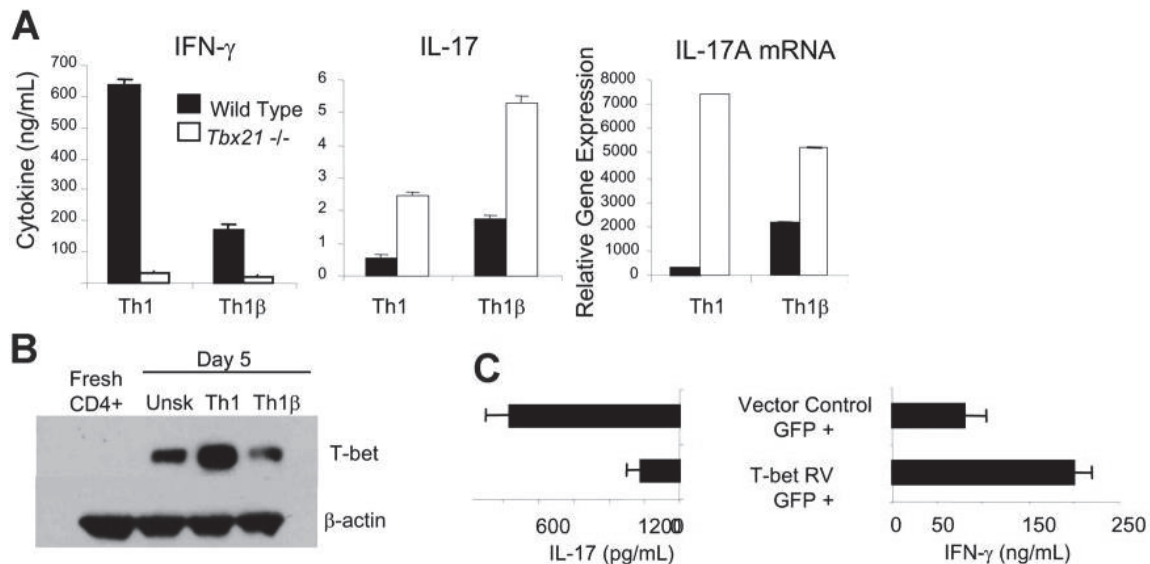 A
IFN-γ
Cytokine (ng/mL)
700
600
500
400
300
200
100
Wild Type
Tbx21 -/-
Th1 Th1β
IL-17
6
5
4
3
2
1
0
Th1 Th1β
IL-17A mRNA
Relative Gene Expression
8000
7000
6000
5000
4000
3000
2000
1000
0
Th1 Th1β
B
Day 5
Fresh
CD4+ Unsk Th1 Th1β
T-bet
β-actin
C
Vector Control
GFP +
T-bet RV
GFP +
600 1200
IL-17 (pg/mL)
0 50 150 250
IFN-γ (ng/mL)